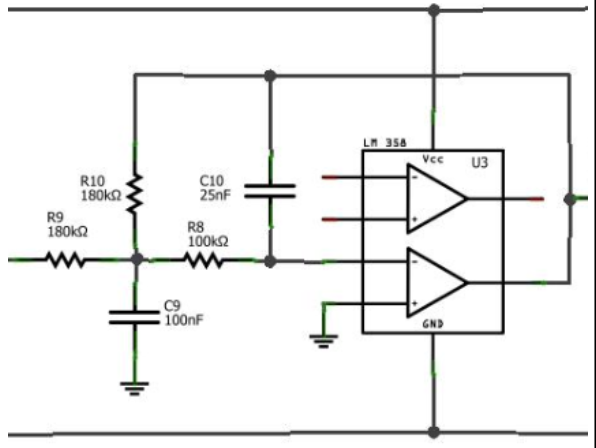 LM 358
Vcc
U3
-
+
-
+
GND
R10
180kΩ
C10
25nF
R9
180kΩ
R8
100kΩ
C9
100nF